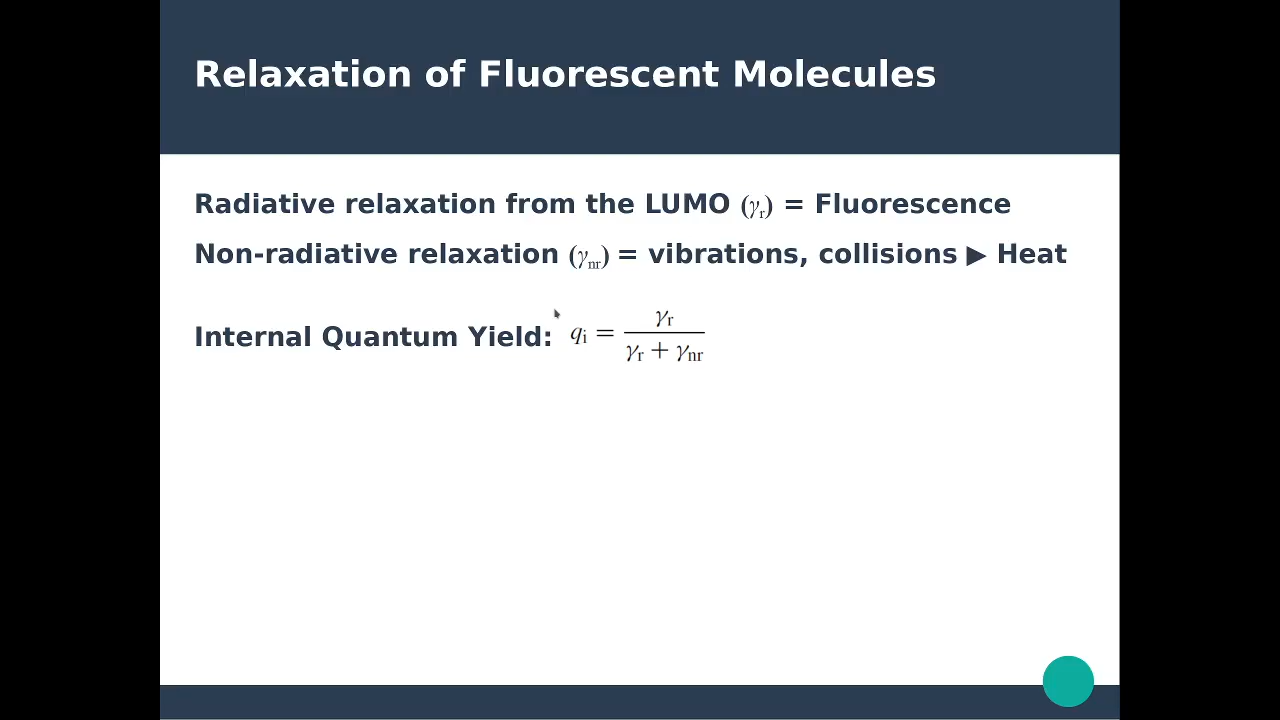 Relaxation of Fluorescent Molecules
Radiative relaxation from the LUMO (γr) = Fluorescence
Non-radiative relaxation (γnr) = vibrations, collisions ▶ Heat
Internal Quantum Yield: qi = γr / (γr + γnr)